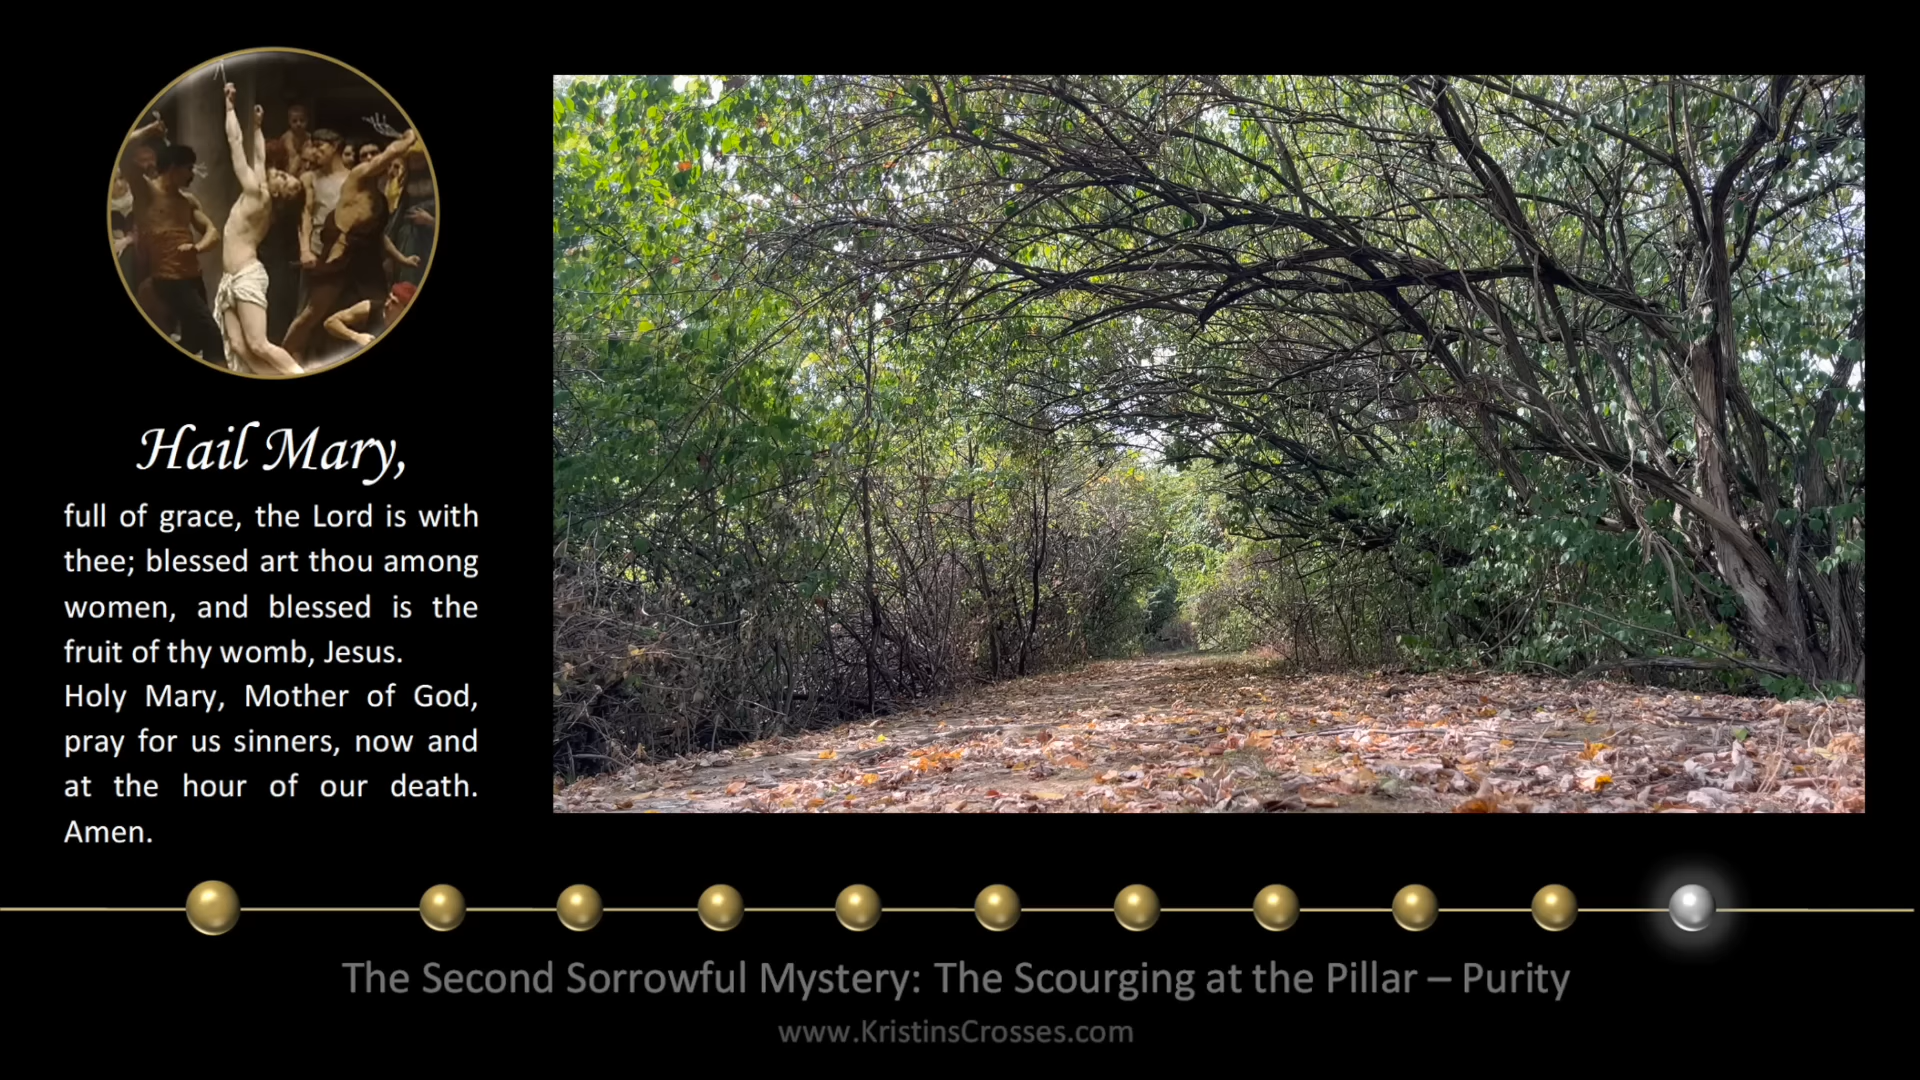 Hail Mary,
full of grace, the Lord is with
thee; blessed art thou among
women, and blessed is the
fruit of thy womb, Jesus.
Holy Mary, Mother of God,
pray for us sinners, now and
at the hour of our death.
Amen.
The Second Sorrowful Mystery: The Scourging at the Pillar – Purity
www.KristinsCrosses.com